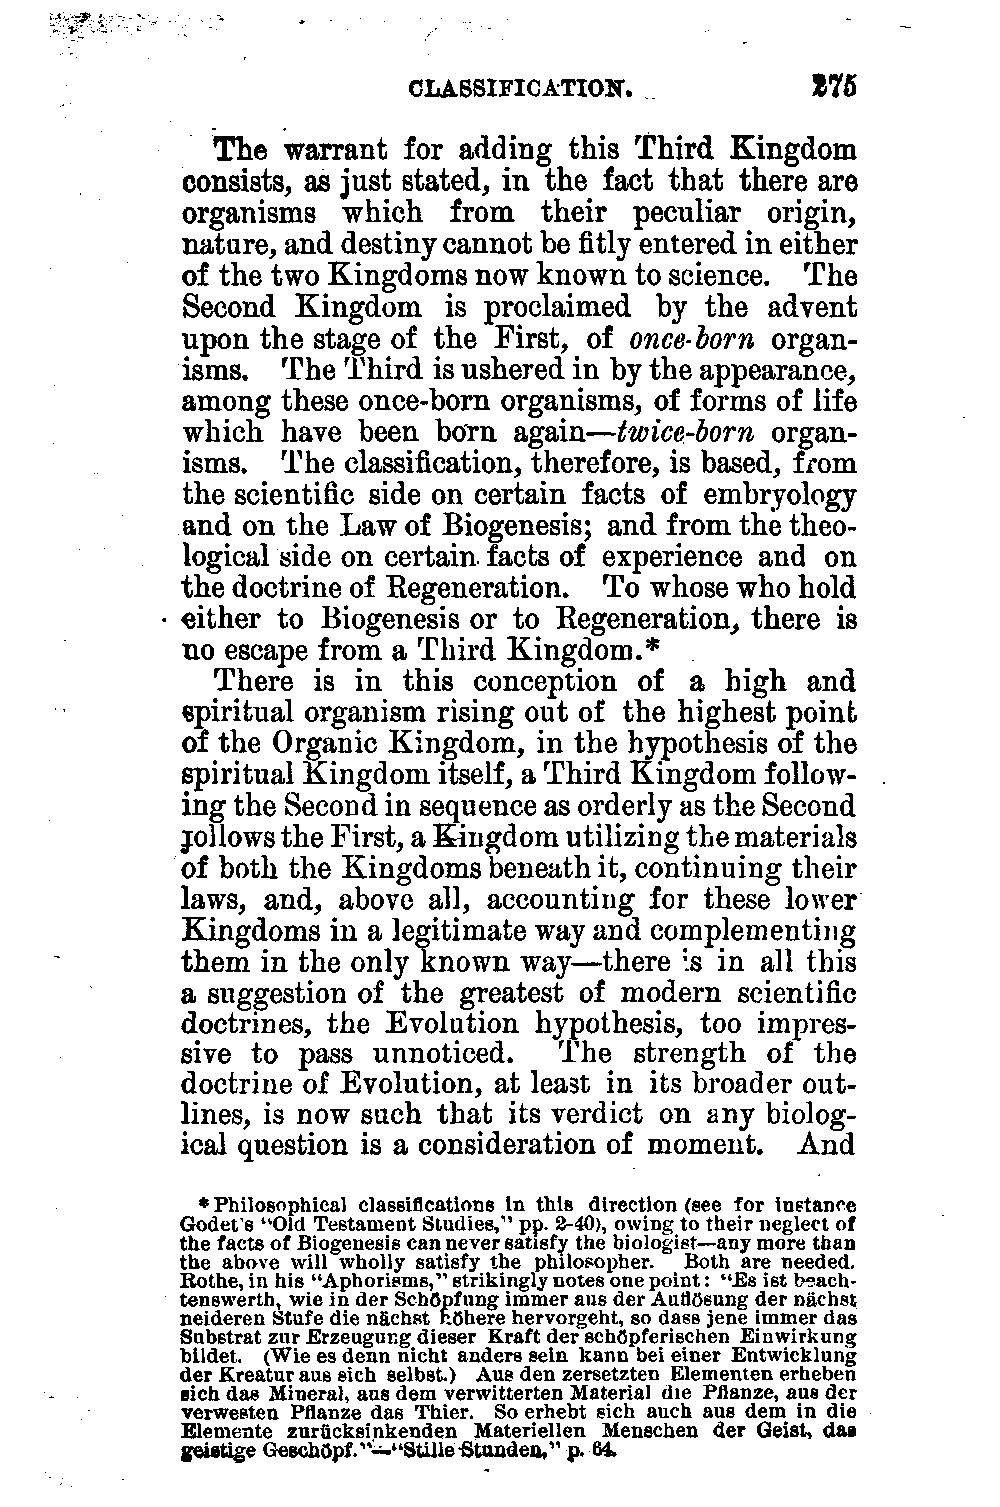 CLASSIFICATION. 275
The warrant for adding this Third Kingdom
consists, as just stated, in the fact that there are
organisms which from their peculiar origin,
nature, and destiny cannot be fitly entered in either
of the two Kingdoms now known to science. The
Second Kingdom is proclaimed by the advent
upon the stage of the First, of once-born organ-
isms. The Third is ushered in by the appearance,
among these once-born organisms, of forms of life
which have been born again—twice-born organ-
isms. The classification, therefore, is based, from
the scientific side on certain facts of embryology
and on the Law of Biogenesis; and from the theo-
logical side on certain facts of experience and on
the doctrine of Regeneration. To whose who hold
either to Biogenesis or to Regeneration, there is
no escape from a Third Kingdom.*
There is in this conception of a high and
spiritual organism rising out of the highest point
of the Organic Kingdom, in the hypothesis of the
spiritual Kingdom itself, a Third Kingdom follow-
ing the Second in sequence as orderly as the Second
follows the First, a Kingdom utilizing the materials
of both the Kingdoms beneath it, continuing their
laws, and, above all, accounting for these lower
Kingdoms in a legitimate way and complementing
them in the only known way—there is in all this
a suggestion of the greatest of modern scientific
doctrines, the Evolution hypothesis, too impres-
sive to pass unnoticed. The strength of the
doctrine of Evolution, at least in its broader out-
lines, is now such that its verdict on any biolog-
ical question is a consideration of moment. And
* Philosophical classifications in this direction (see for instance
Godet's "Old Testament Studies," pp. 2-40), owing to their neglect of
the facts of Biogenesis can never satisfy the biologist—any more than
the above will wholly satisfy the philosopher. Both are needed.
Rothe, in his "Aphorisms," strikingly notes one point: "Es ist beach-
tenswerth, wie in der Schöpfung immer aus der Auflösung der nächst
neideren Stufe die nächst höhere hervorgeht, so dass jene immer das
Substrat zur Erzeugung dieser Kraft der schöpferischen Einwirkung
bildet. (Wie es denn nicht anders sein kann bei einer Entwicklung
der Kreatur aus sich selbst.) Aus den zersetzten Elementen erheben
sich das Mineral, aus dem verwitterten Material die Pflanze, aus der
verwesten Pflanze das Thier. So erhebt sich auch aus dem in die
Elemente zurücksinkenden Materiellen Menschen der Geist, das
geistige Geschöpf."—"Stille Stunden," p. 64.